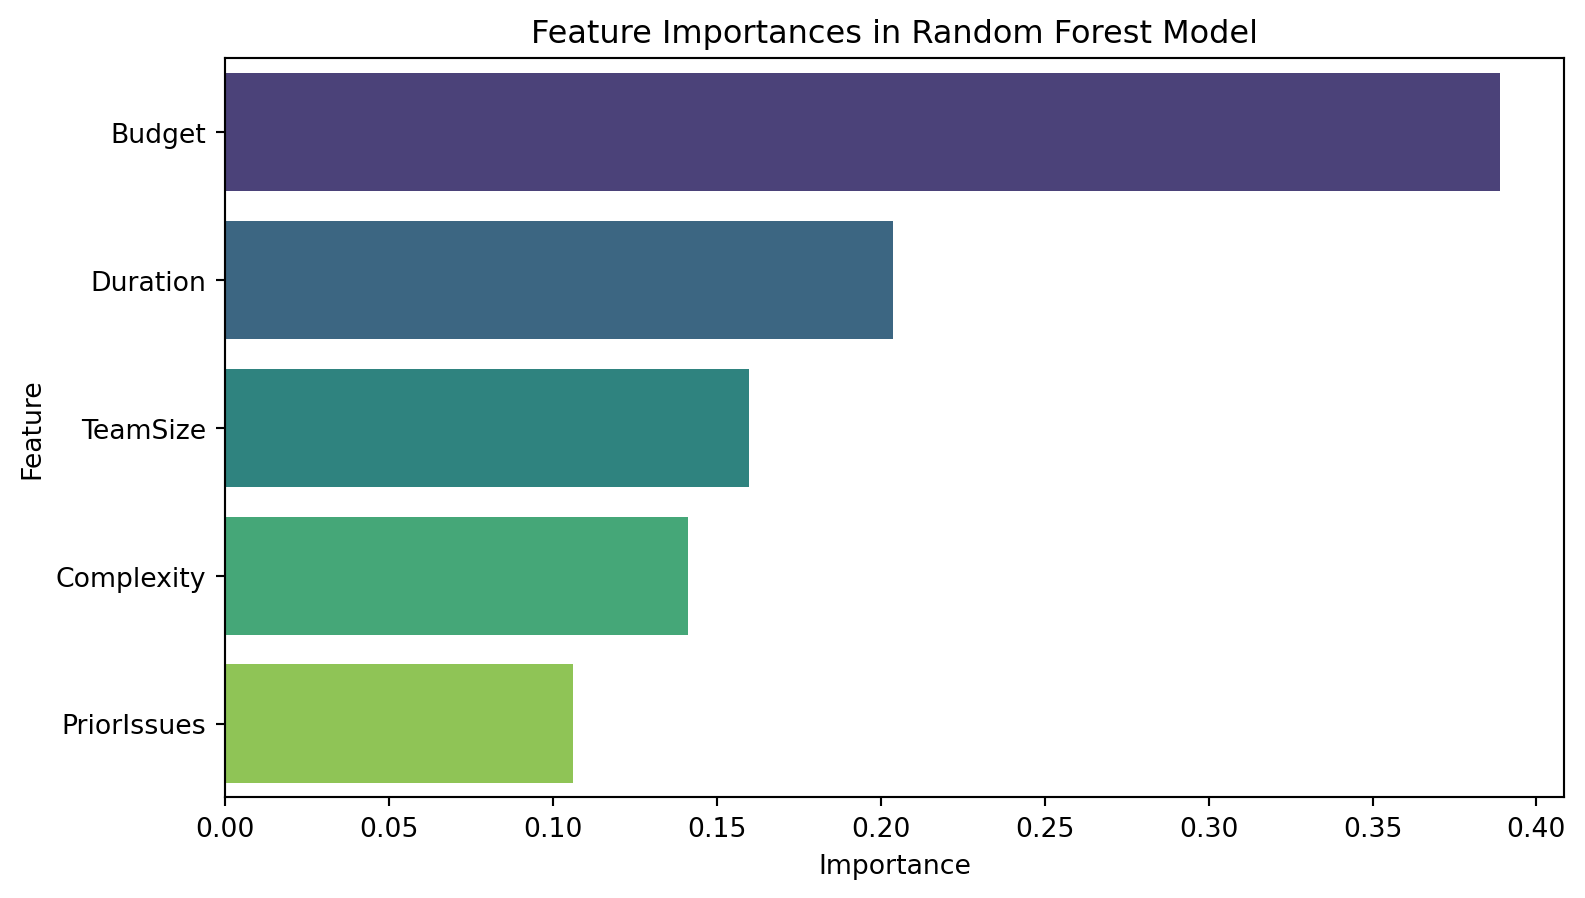 Feature Importances in Random Forest Model
Budget
Duration
TeamSize
Complexity
PriorIssues
Feature
0.00 0.05 0.10 0.15 0.20 0.25 0.30 0.35 0.40
Importance